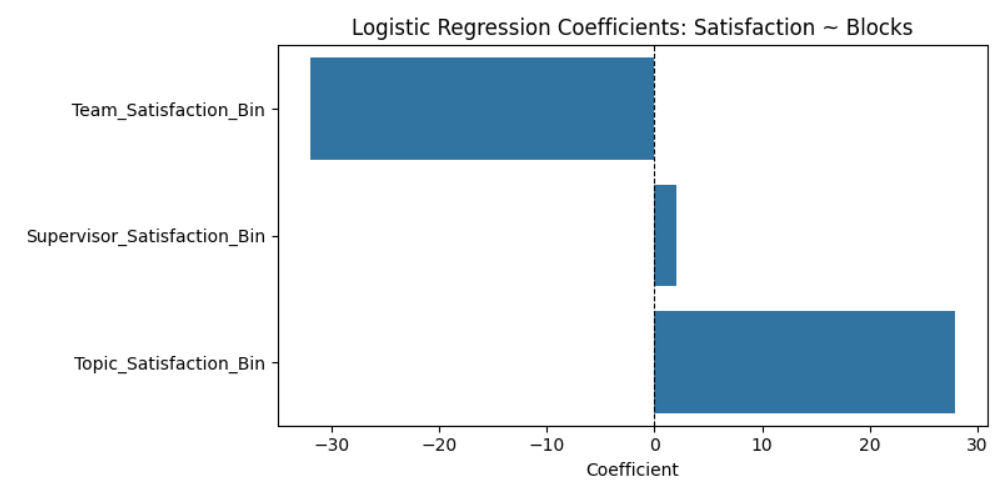 Logistic Regression Coefficients: Satisfaction ~ Blocks
Team_Satisfaction_Bin
Supervisor_Satisfaction_Bin
Topic_Satisfaction_Bin
−30 −20 −10 0 10 20 30
Coefficient